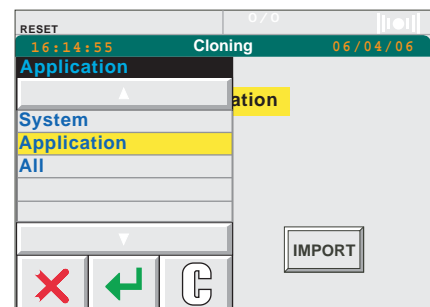 0/0
RESET
16:14:55 Cloning 06/04/06
Application
ation
System
Application
All
IMPORT
C